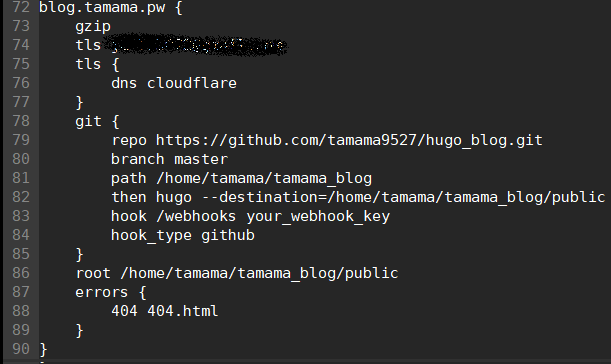 72 blog.tamama.pw {
73     gzip
74     tls
75     tls {
76         dns cloudflare
77     }
78     git {
79         repo https://github.com/tamama9527/hugo_blog.git
80         branch master
81         path /home/tamama/tamama_blog
82         then hugo --destination=/home/tamama/tamama_blog/public
83         hook /webhooks your_webhook_key
84         hook_type github
85     }
86     root /home/tamama/tamama_blog/public
87     errors {
88         404 404.html
89     }
90 }